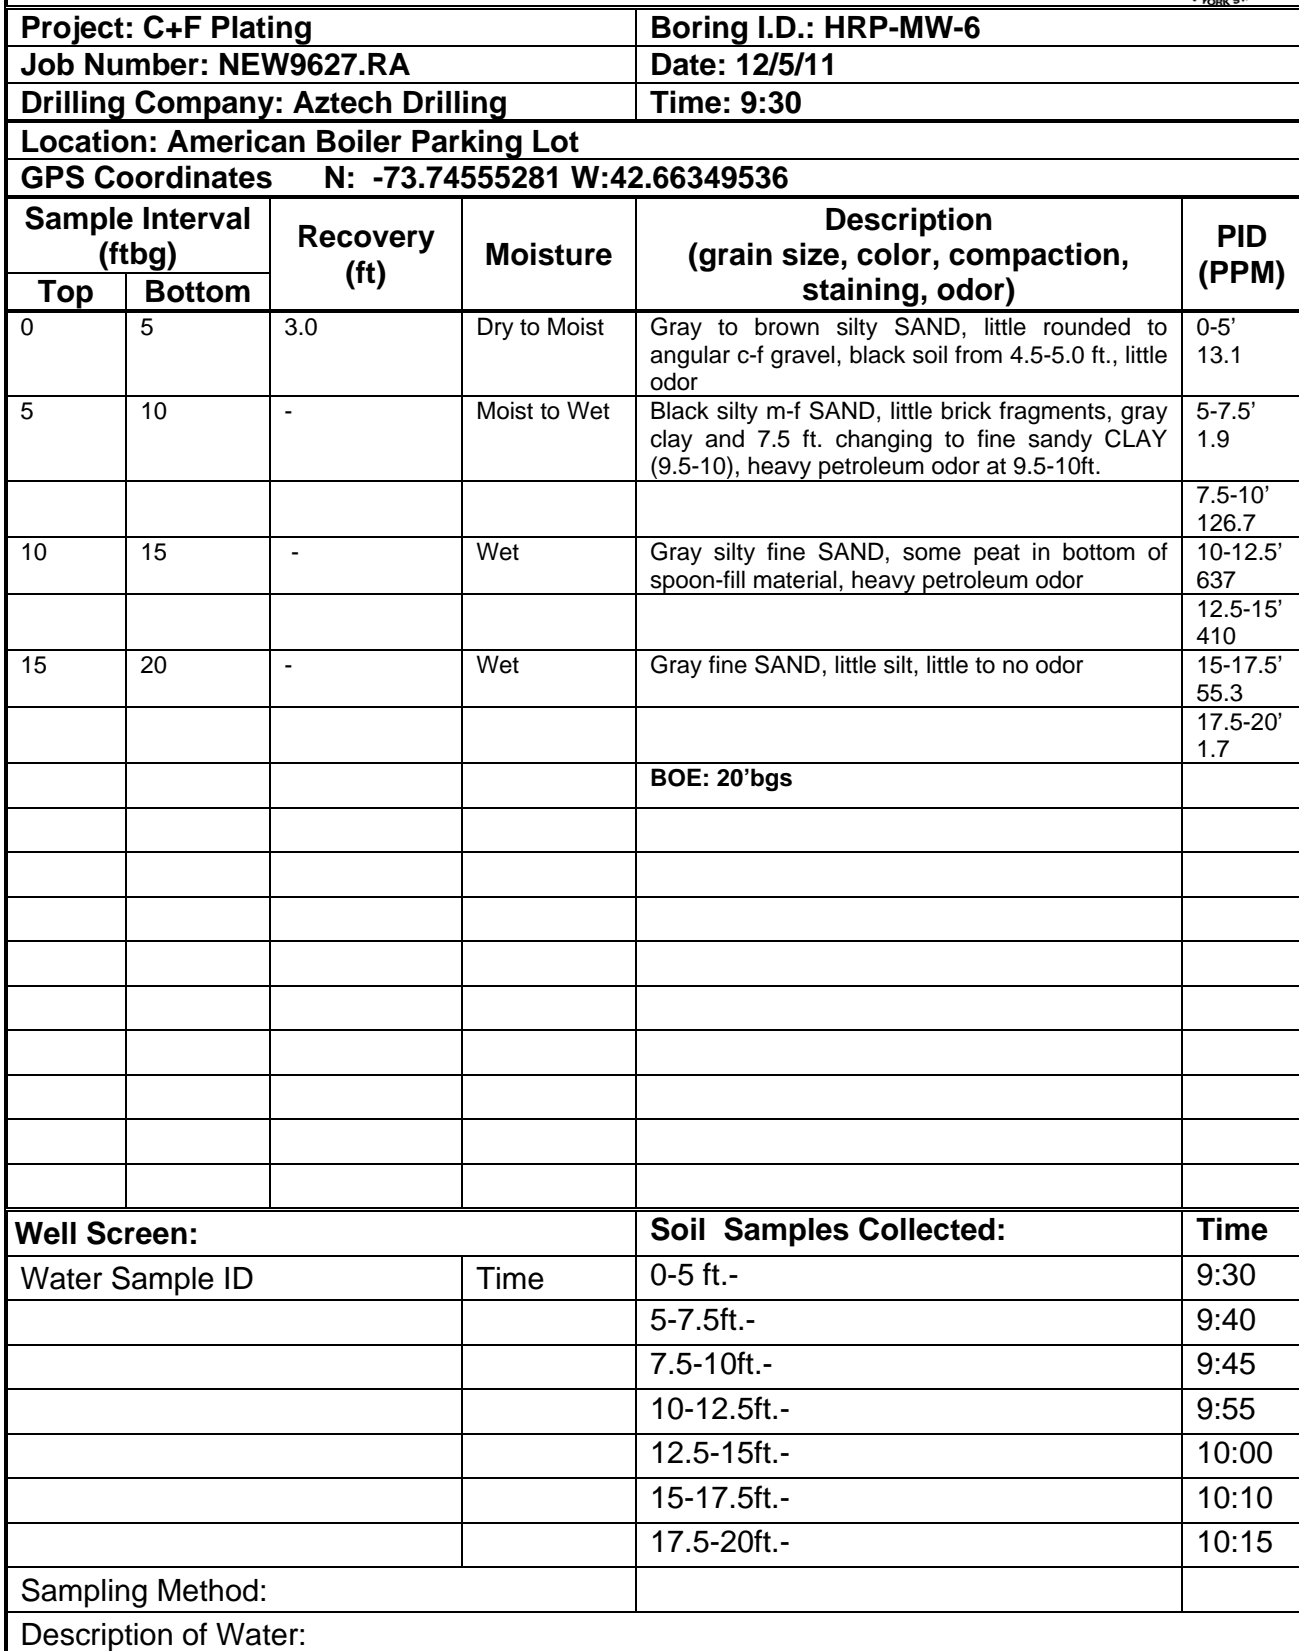 YORK
Project: C+F Plating
Boring I.D.: HRP-MW-6
Job Number: NEW9627.RA
Date: 12/5/11
Drilling Company: Aztech Drilling
Time: 9:30
Location: American Boiler Parking Lot
GPS Coordinates N: -73.74555281 W:42.66349536
Sample Interval
(ftbg)
Top
Bottom
Recovery
(ft)
Moisture
Description
(grain size, color, compaction,
staining, odor)
PID
(PPM)
0
5
3.0
Dry to Moist
Gray to brown silty SAND, little rounded to
angular c-f gravel, black soil from 4.5-5.0 ft., little
odor
0-5’
13.1
5
10
-
Moist to Wet
Black silty m-f SAND, little brick fragments, gray
clay and 7.5 ft. changing to fine sandy CLAY
(9.5-10), heavy petroleum odor at 9.5-10ft.
5-7.5’
1.9
7.5-10’
126.7
10
15
-
Wet
Gray silty fine SAND, some peat in bottom of
spoon-fill material, heavy petroleum odor
10-12.5’
637
12.5-15’
410
15
20
-
Wet
Gray fine SAND, little silt, little to no odor
15-17.5’
55.3
17.5-20’
1.7
BOE: 20’bgs
Well Screen:
Soil Samples Collected:
Time
Water Sample ID
Time
0-5 ft.-
9:30
5-7.5ft.-
9:40
7.5-10ft.-
9:45
10-12.5ft.-
9:55
12.5-15ft.-
10:00
15-17.5ft.-
10:10
17.5-20ft.-
10:15
Sampling Method:
Description of Water: